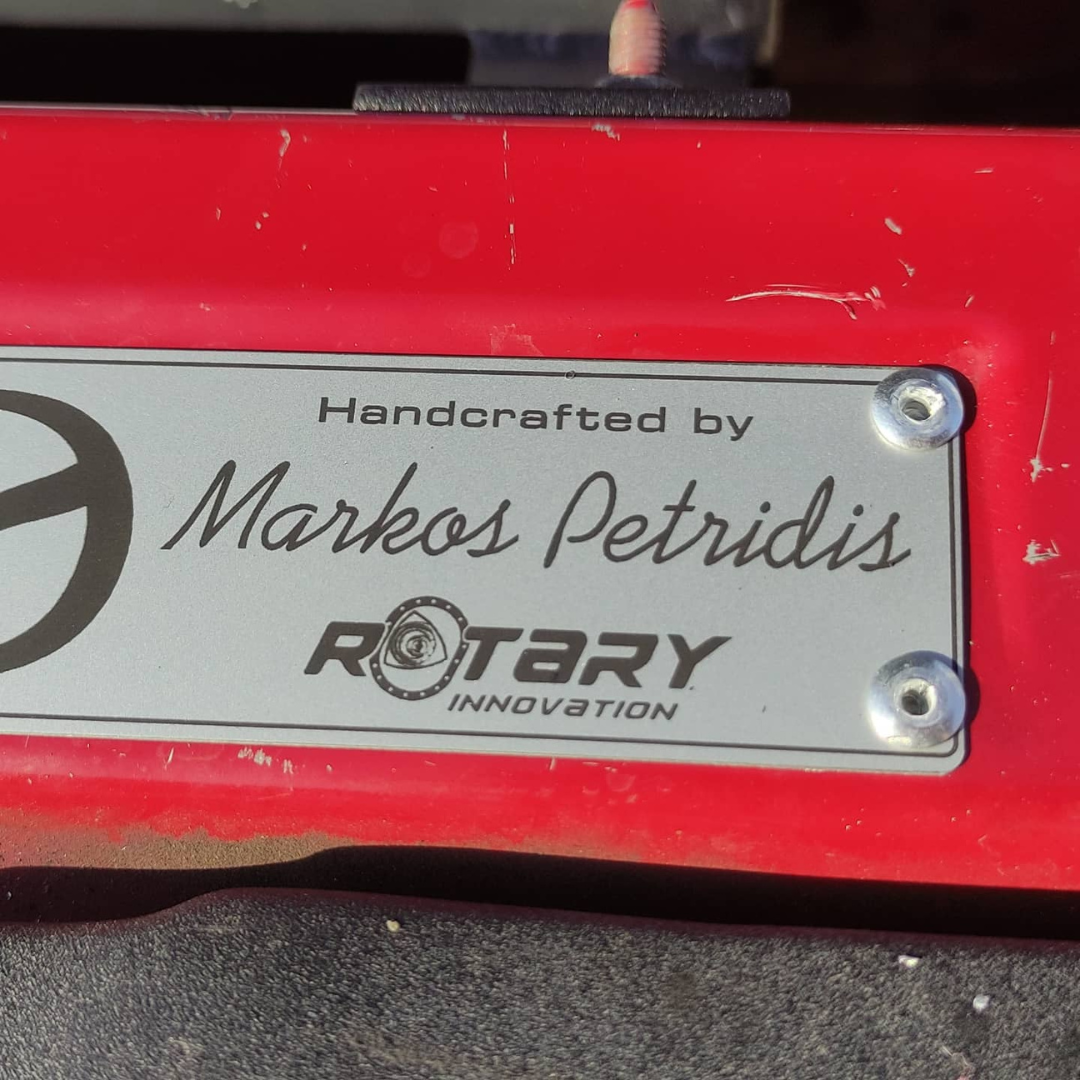 Handcrafted by
Markos Petridis
ROTARY
INNOVATION